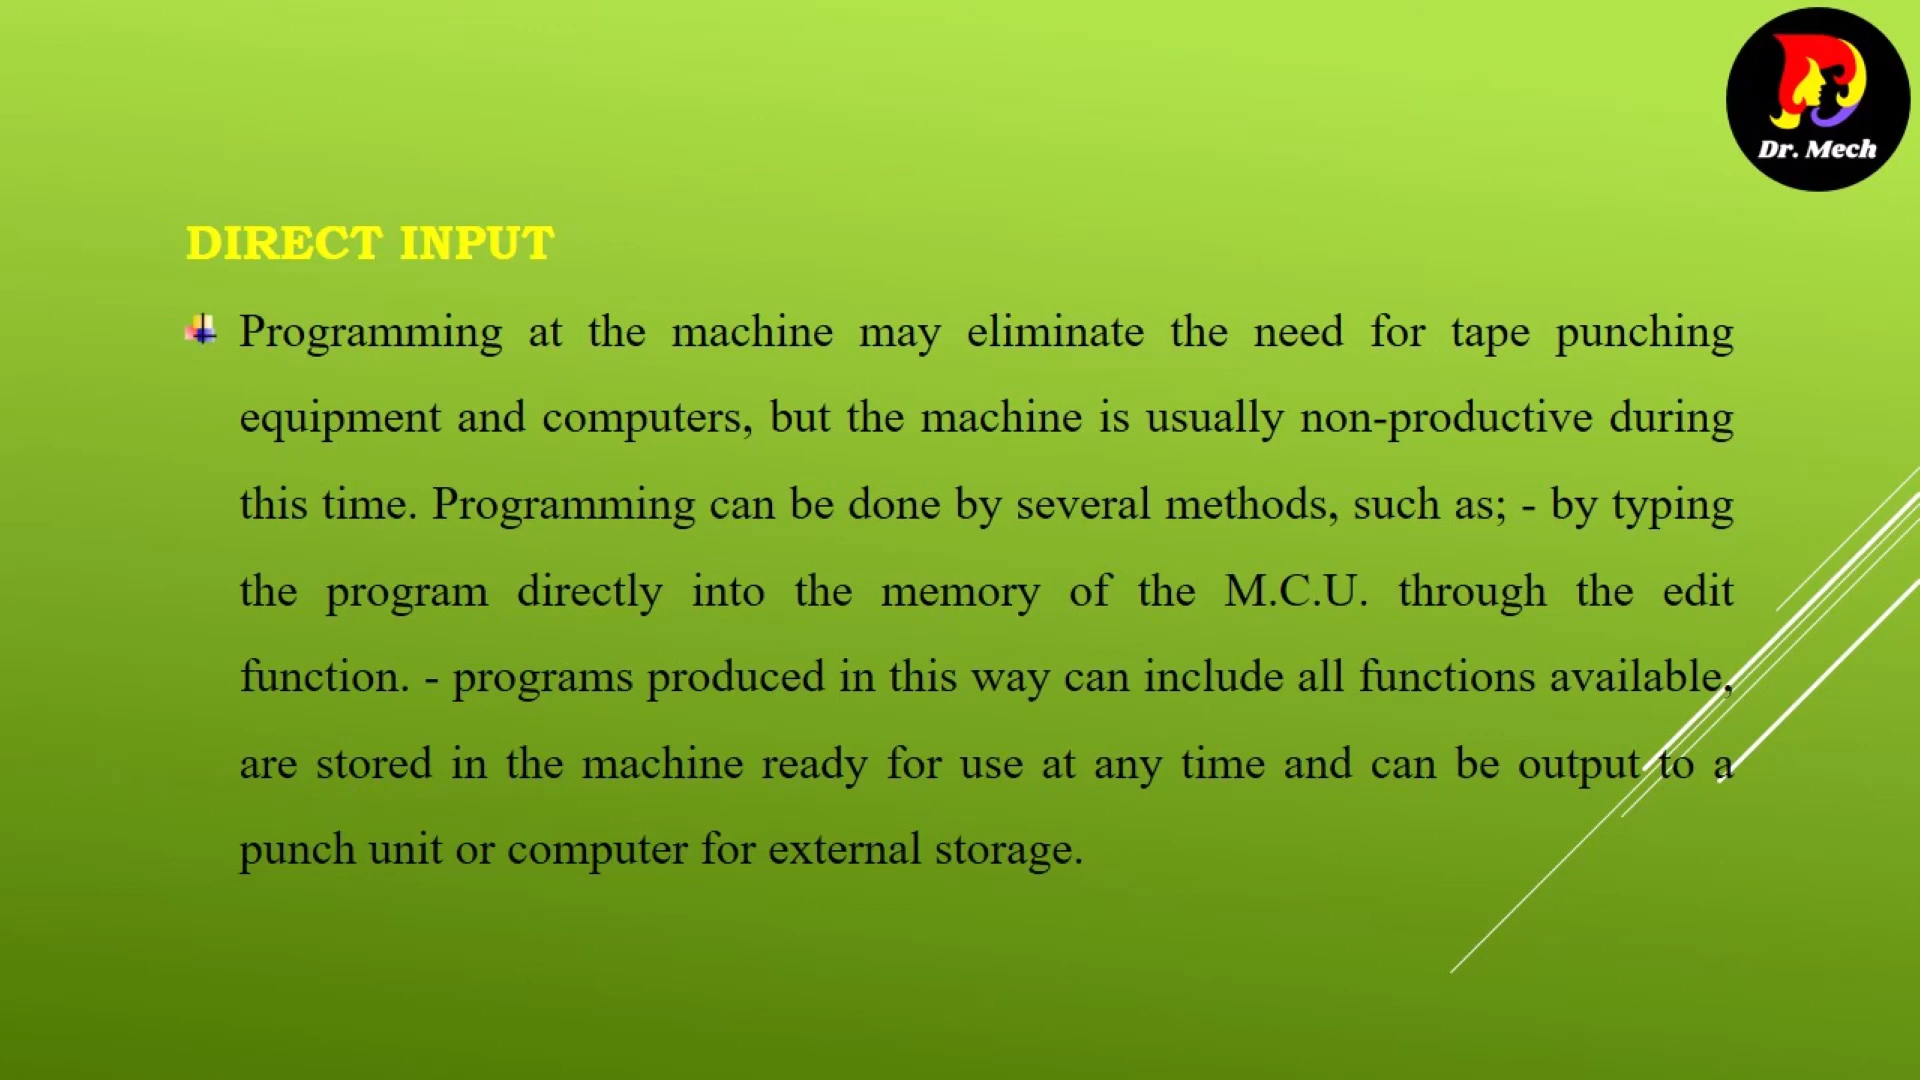 Dr. Mech
DIRECT INPUT
Programming at the machine may eliminate the need for tape punching
equipment and computers, but the machine is usually non-productive during
this time. Programming can be done by several methods, such as; - by typing
the program directly into the memory of the M.C.U. through the edit
function. - programs produced in this way can include all functions available,
are stored in the machine ready for use at any time and can be output to a
punch unit or computer for external storage.